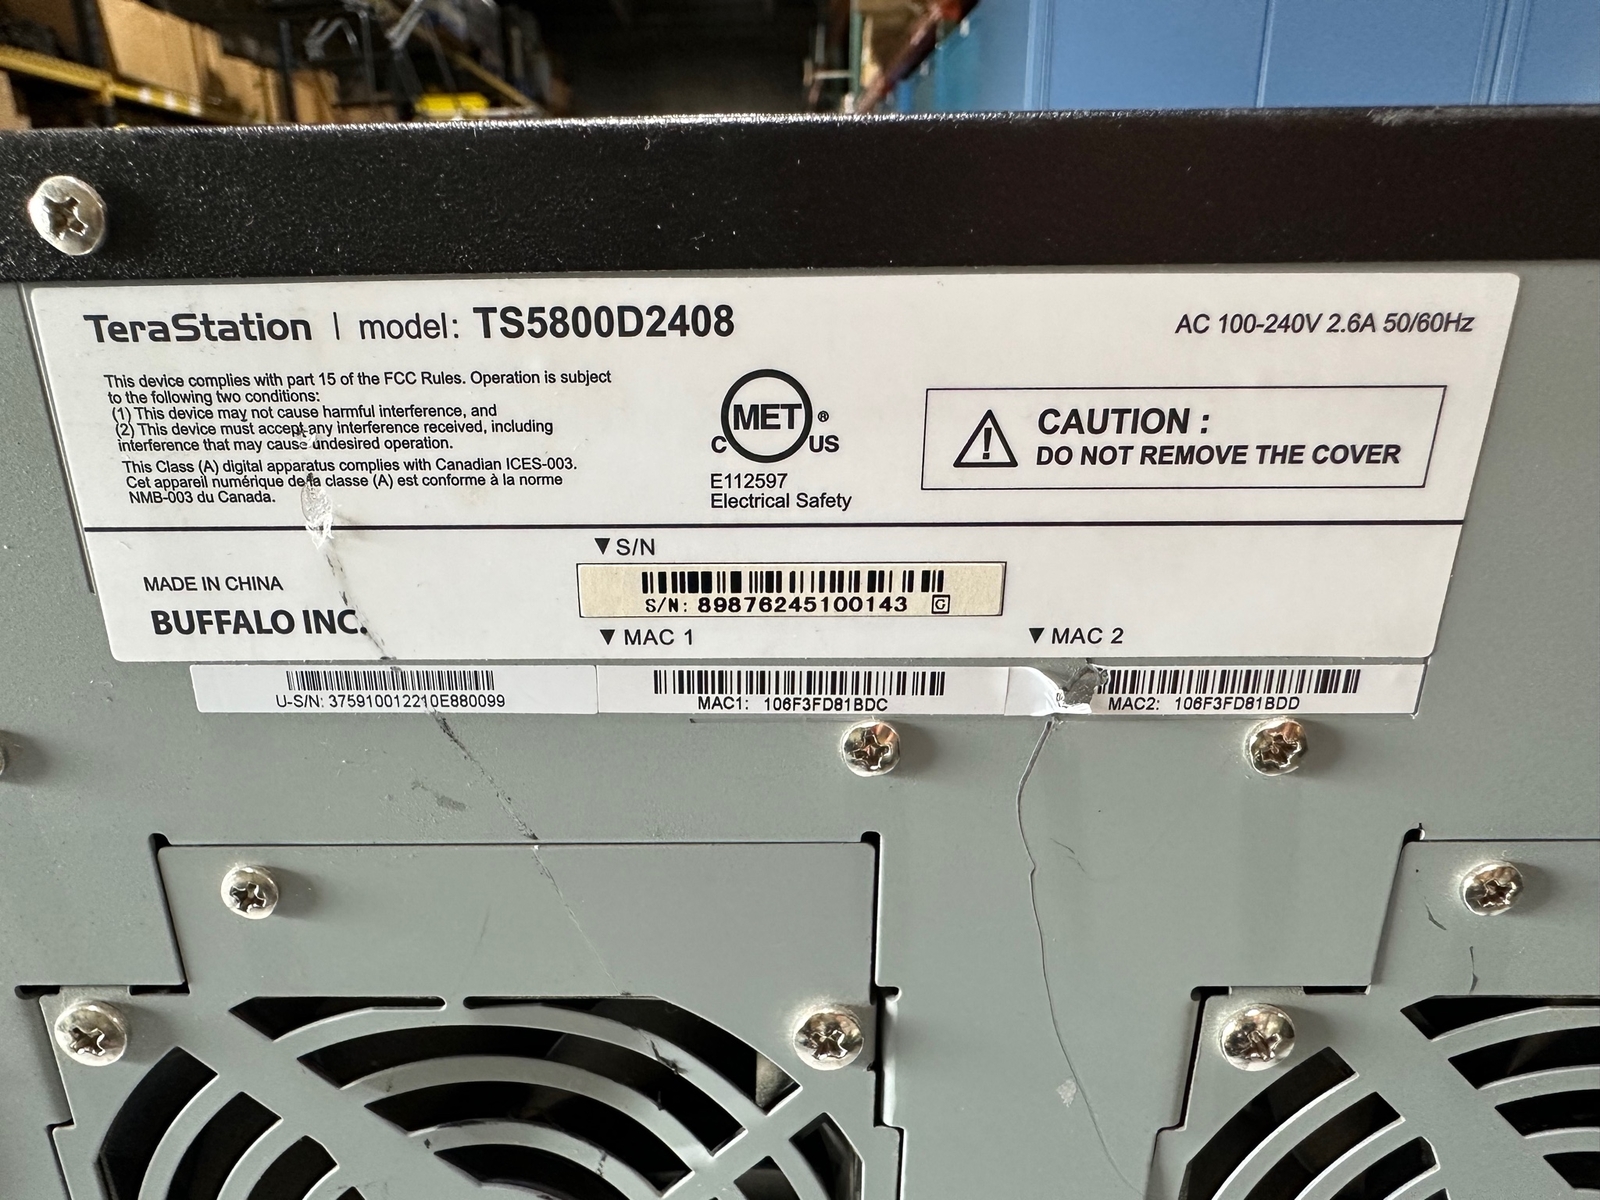 TeraStation | model: TS5800D2408
AC 100-240V 2.6A 50/60Hz
This device complies with part 15 of the FCC Rules. Operation is subject
to the following two conditions:
(1) This device may not cause harmful interference, and
(2) This device must accept any interference received, including
interference that may cause undesired operation.
This Class (A) digital apparatus complies with Canadian ICES-003.
Cet appareil numérique de la classe (A) est conforme à la norme
NMB-003 du Canada.
MET ®
C US
E112597
Electrical Safety
CAUTION :
DO NOT REMOVE THE COVER
MADE IN CHINA
BUFFALO INC.
▼ S/N
S/N: 89876245100143 G
▼ MAC 1
▼ MAC 2
U-S/N: 375910012210E880099
MAC1: 106F3FD81BDC
MAC2: 106F3FD81BDD